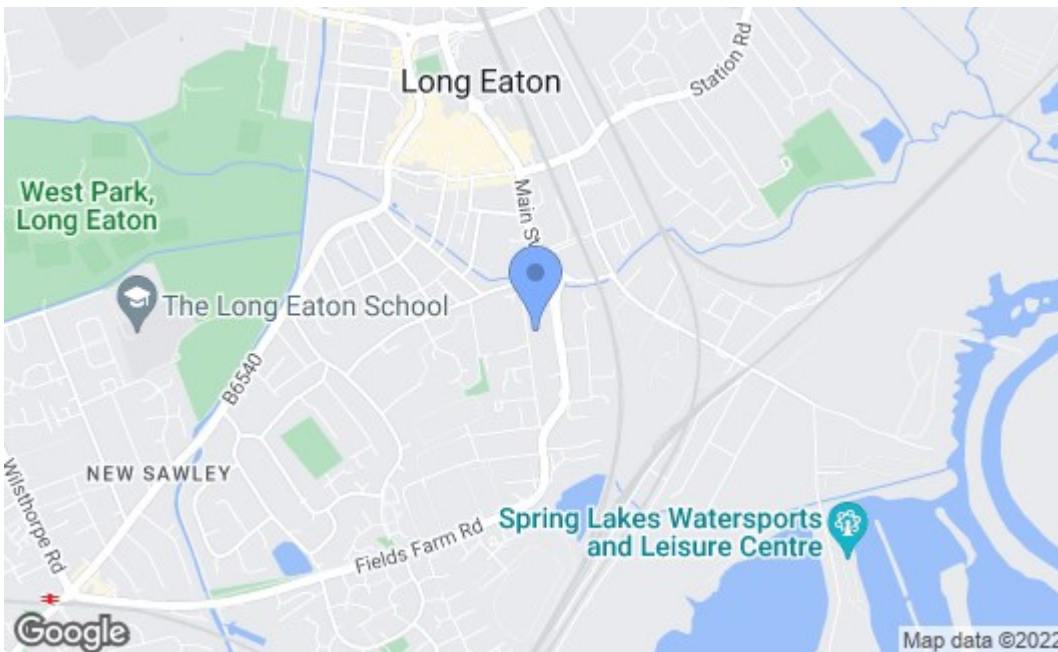 Long Eaton
Station Rd
West Park,
Long Eaton
Main St
The Long Eaton School
B6540
NEW SAWLEY
Wilsthorpe Rd
Spring Lakes Watersports
and Leisure Centre
Fields Farm Rd
Google
Map data ©2022